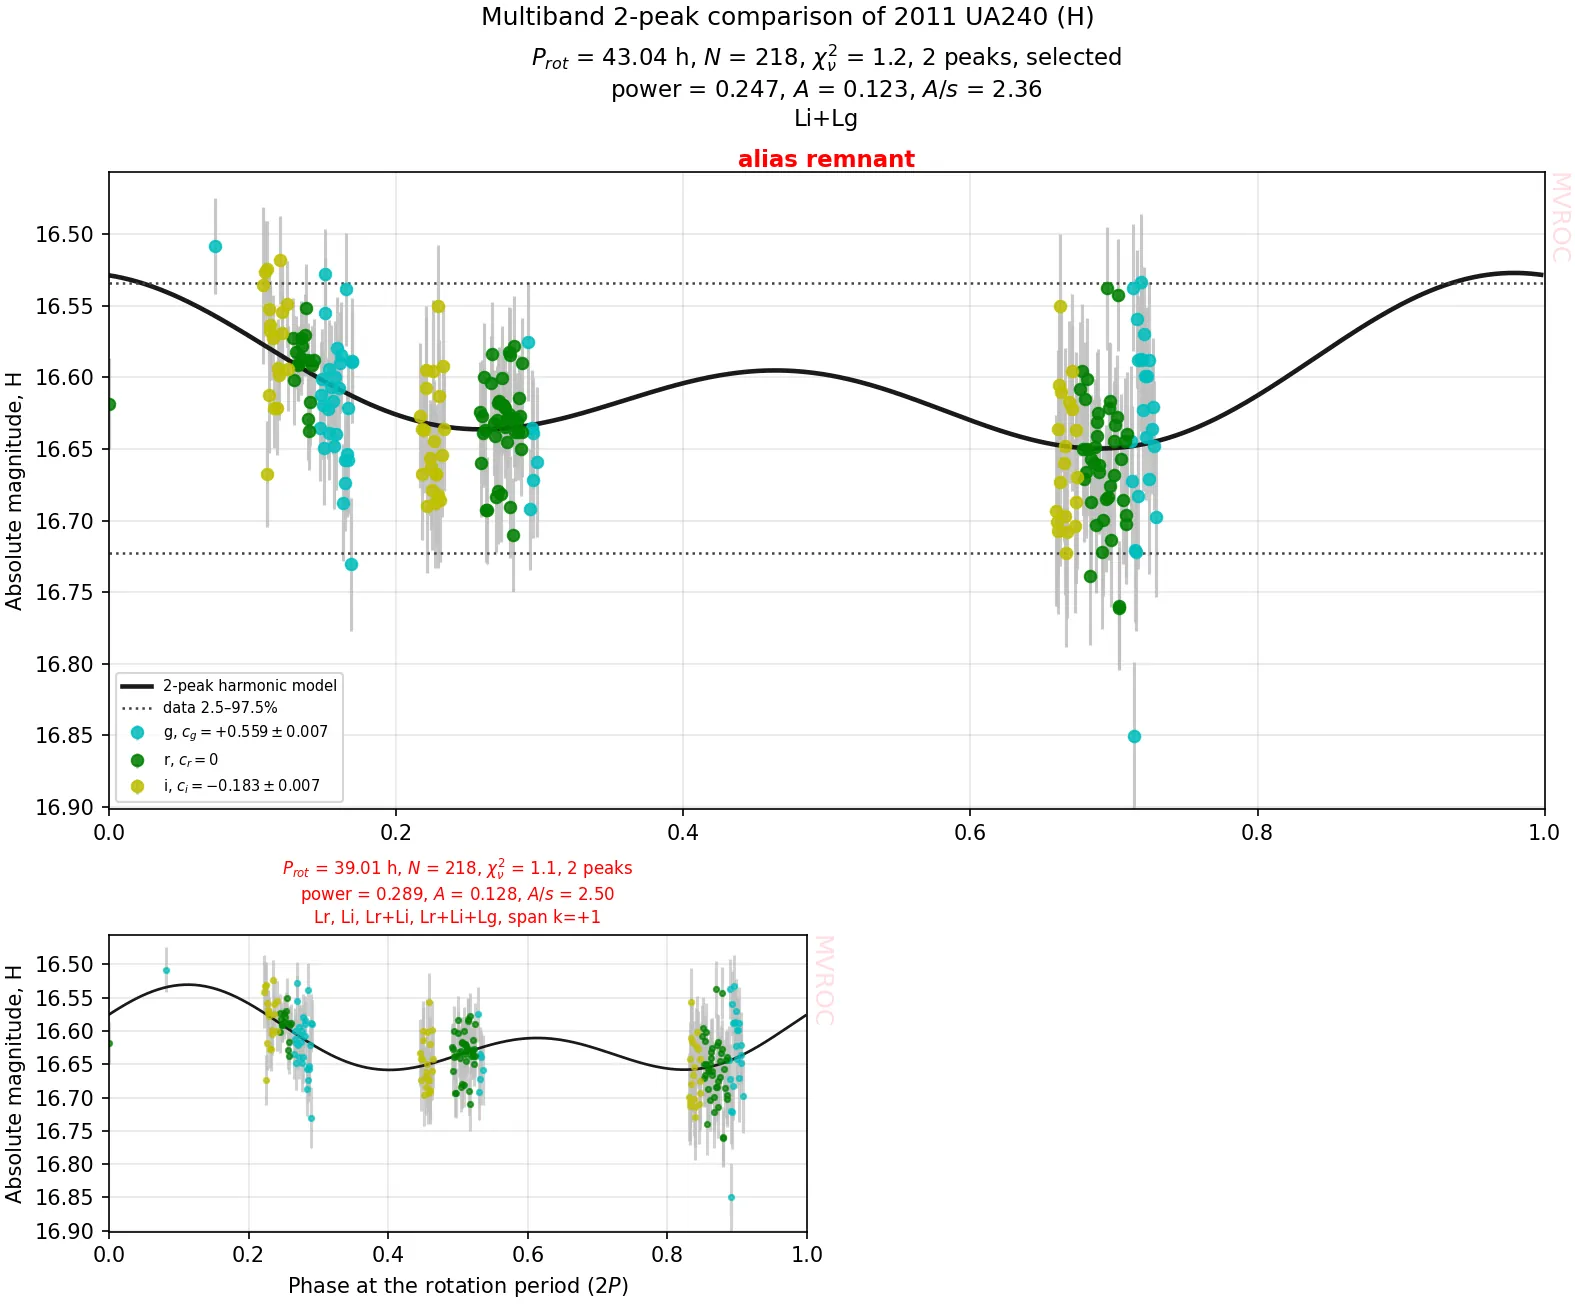 Multiband 2-peak comparison of 2011 UA240 (H)
P_rot = 43.04 h, N = 218, χ²_ν = 1.2, 2 peaks, selected
power = 0.247, A = 0.123, A/s = 2.36
Li+Lg
alias remnant
MVROC
Absolute magnitude, H
16.50
16.55
16.60
16.65
16.70
16.75
16.80
16.85
16.90
2-peak harmonic model
data 2.5–97.5%
g, c_g = +0.559 ± 0.007
r, c_r = 0
i, c_i = −0.183 ± 0.007
0.0 0.2 0.4 0.6 0.8 1.0
P_rot = 39.01 h, N = 218, χ²_ν = 1.1, 2 peaks
power = 0.289, A = 0.128, A/s = 2.50
Lr, Li, Lr+Li, Lr+Li+Lg, span k=+1
MVROC
Absolute magnitude, H
16.50
16.55
16.60
16.65
16.70
16.75
16.80
16.85
16.90
0.0 0.2 0.4 0.6 0.8 1.0
Phase at the rotation period (2P)